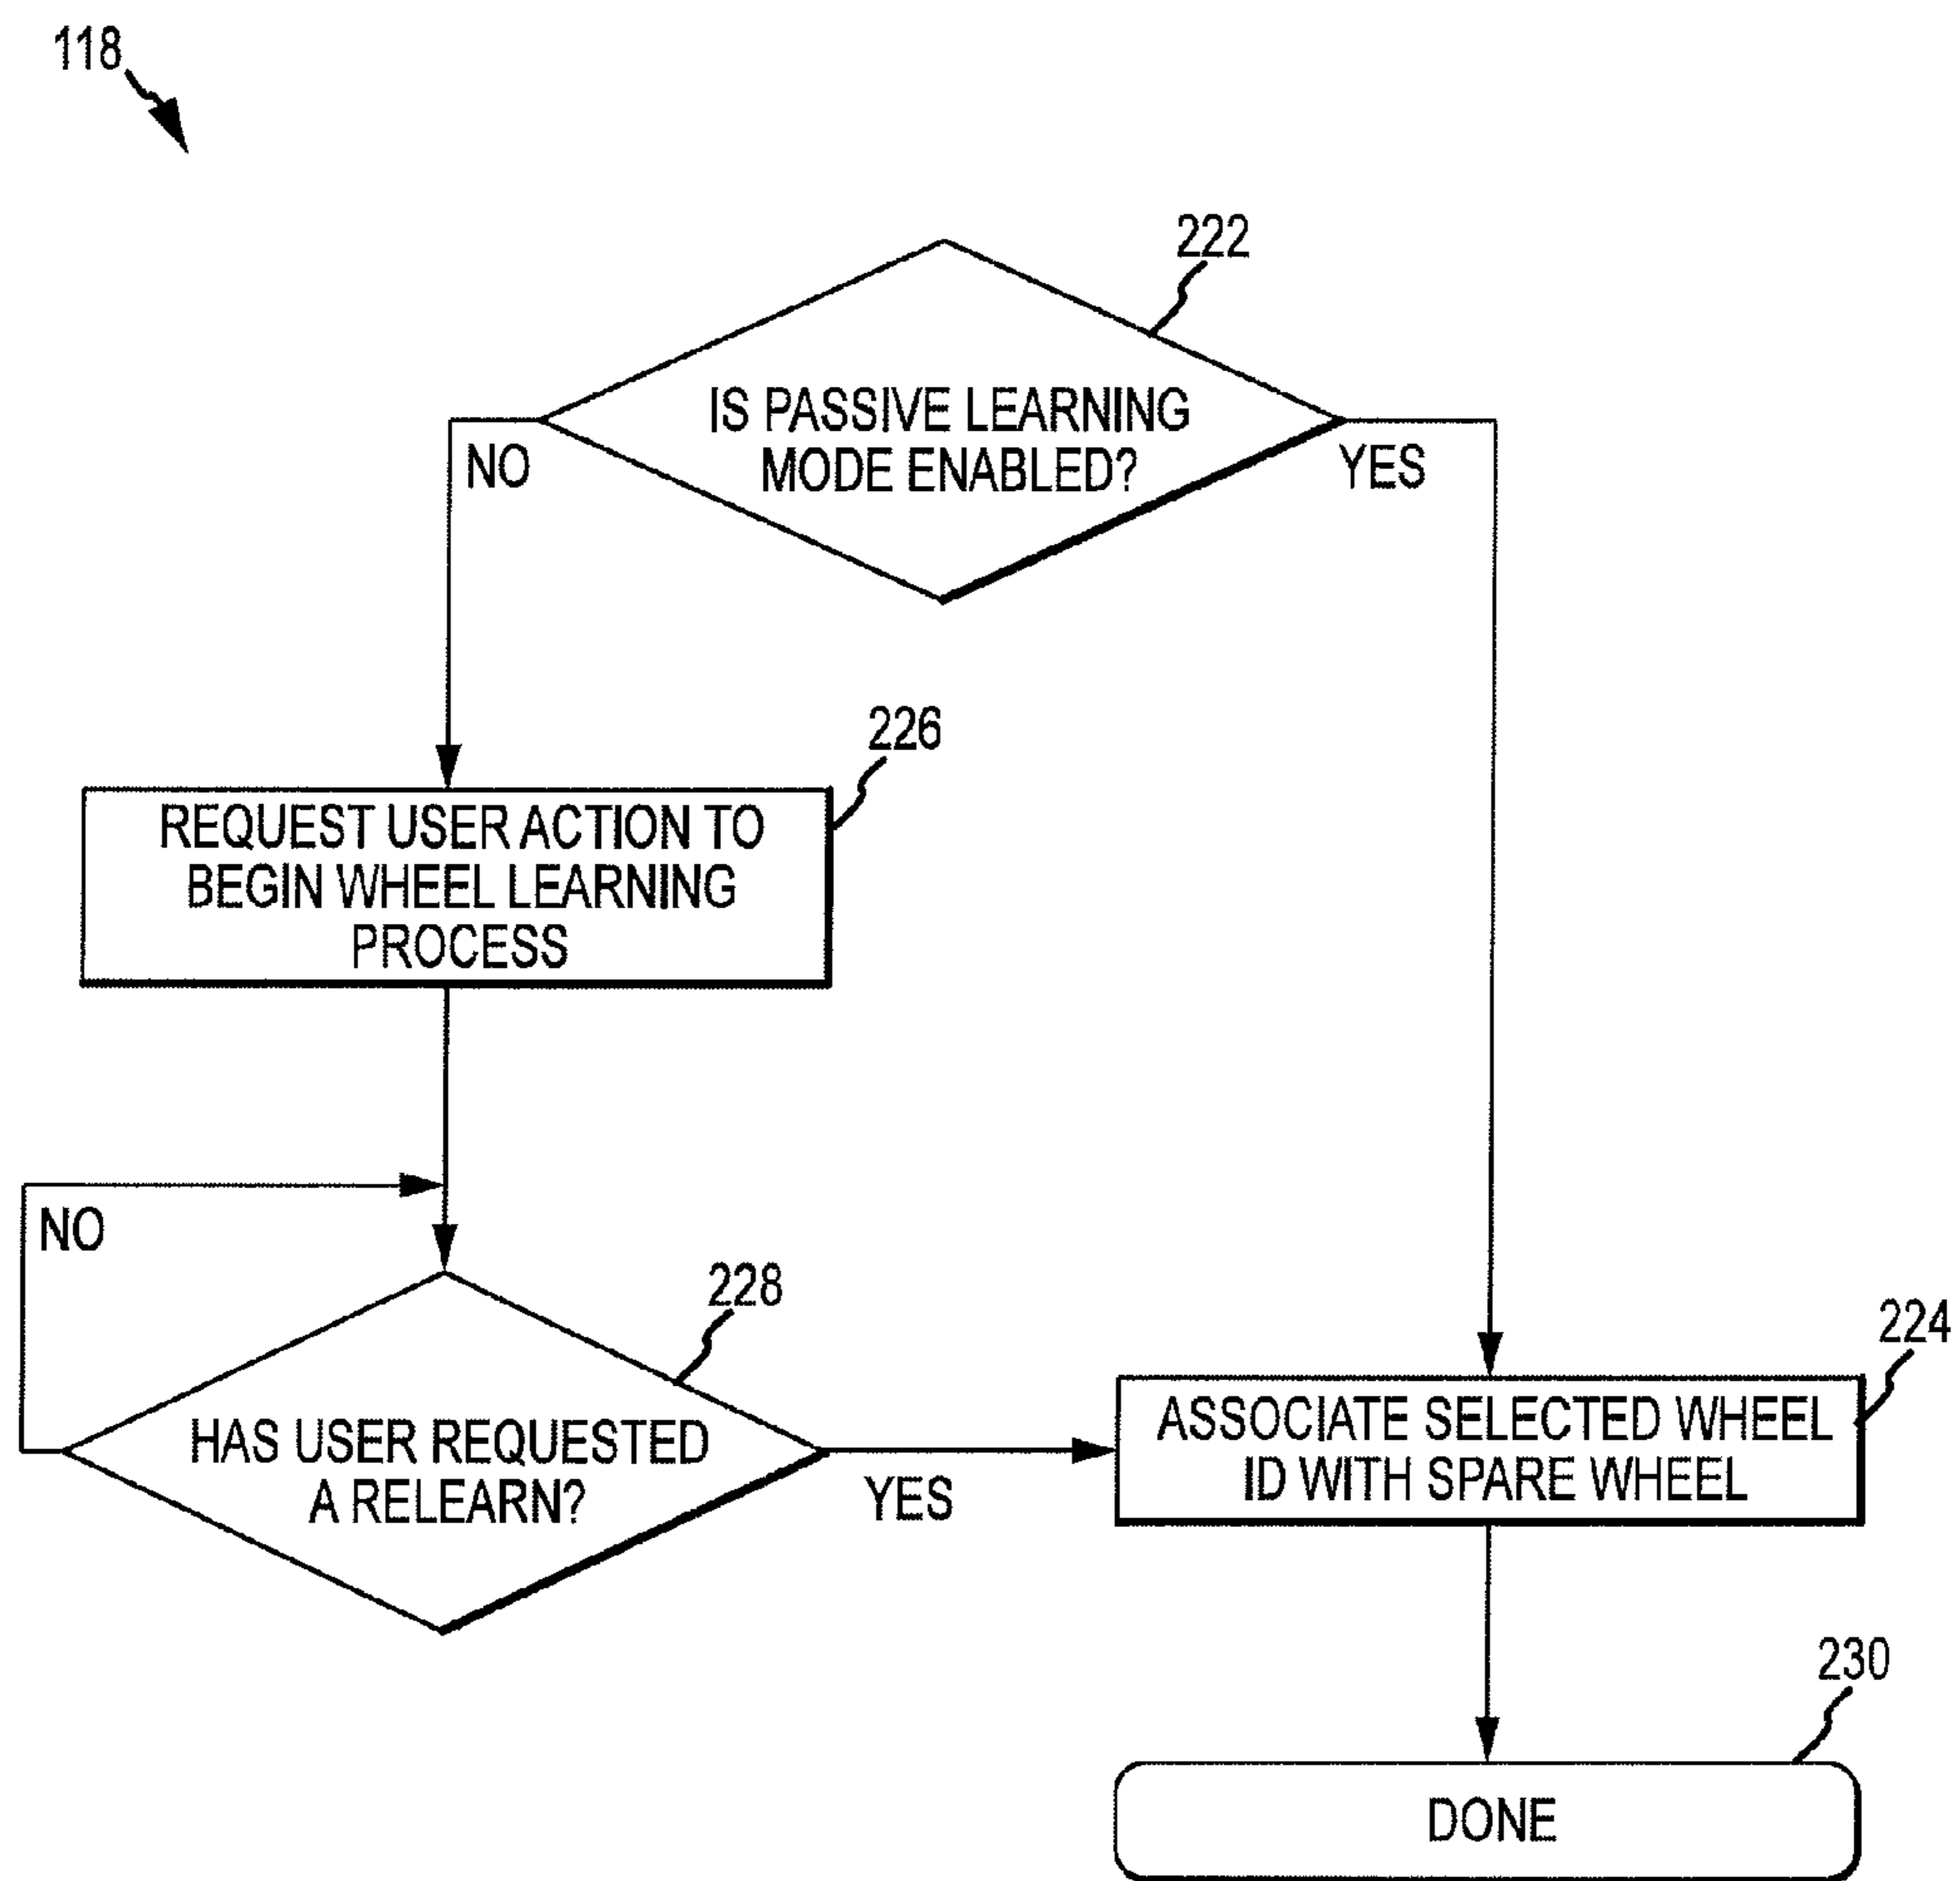 118
222
IS PASSIVE LEARNING
MODE ENABLED?
NO
YES
226
REQUEST USER ACTION TO
BEGIN WHEEL LEARNING
PROCESS
NO
228
HAS USER REQUESTED
A RELEARN?
YES
224
ASSOCIATE SELECTED WHEEL
ID WITH SPARE WHEEL
230
DONE